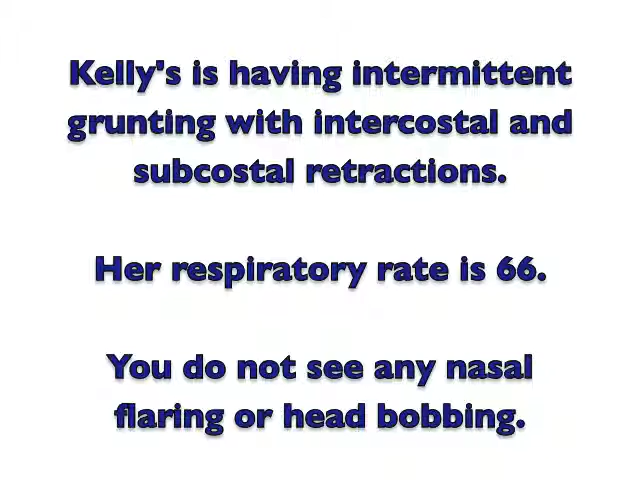 Kelly's is having intermittent
grunting with intercostal and
subcostal retractions.
Her respiratory rate is 66.
You do not see any nasal
flaring or head bobbing.